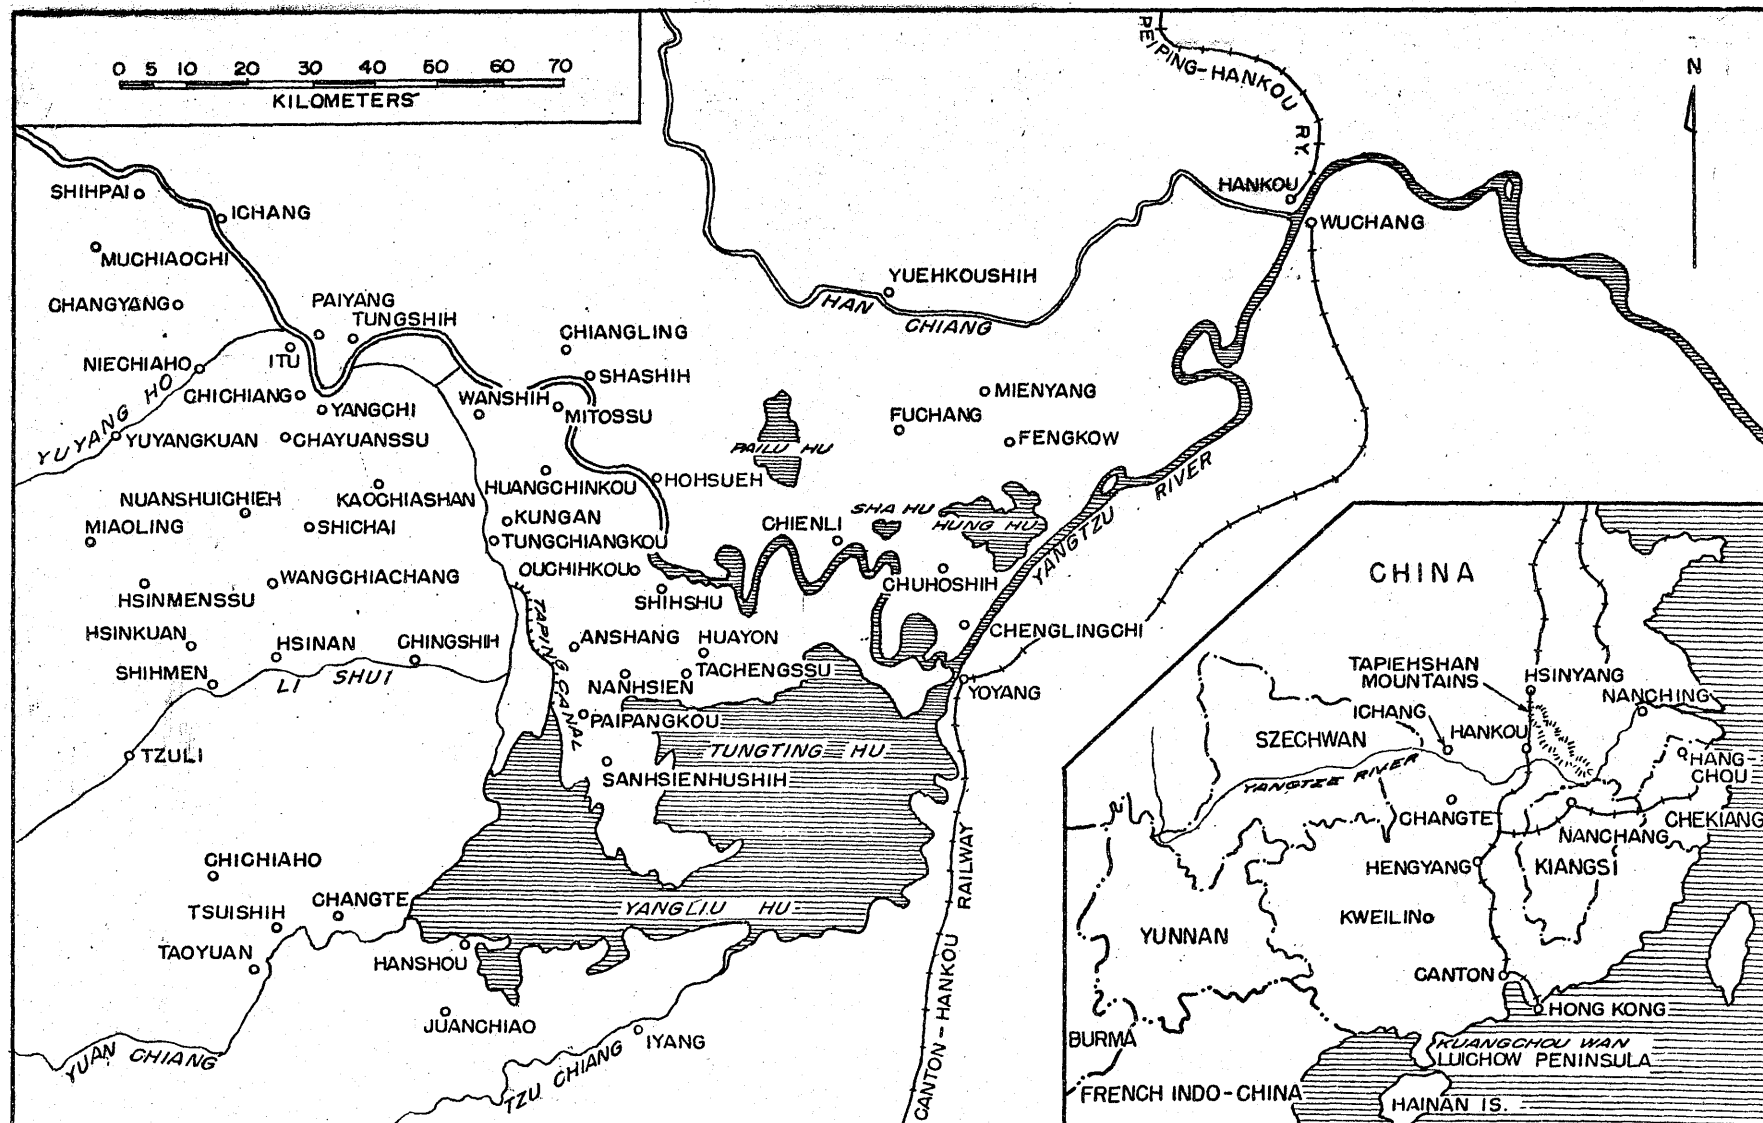 0 5 10 20 30 40 50 60 70
KILOMETERS
PEIPING-HANKOU RY.
N
SHIHPAI
ICHANG
HANKOU
WUCHANG
MUCHIAOCHI
YUEHKOUSHIH
CHANGYANG
PAIYANG
TUNGSHIH
HAN CHIANG
CHIANGLING
ITU
NIECHIAHO
SHASHIH
CHICHIANG
YANGCHI
WANSHIH
MITOSSU
MIENYANG
FUCHANG
YUYANG HO
YUYANGKUAN
CHAYUANSSU
PAILU HU
FENGKOW
HOHSUEH
YANGTZU RIVER
NUANSHUICHIEH
KAOCHIASHAN
HUANGCHINKOU
SHA HU
HUNG HU
MIAOLING
SHICHAI
KUNGAN
CHIENLI
TUNGCHIANGKOU
OUCHIHKOU
WANGCHIACHANG
CHUHOSHIH
HSINMENSSU
SHIHSHU
TAPING CANAL
HSINKUAN
HSINAN
CHINGSHIH
ANSHANG
HUAYON
CHENGLINGCHI
SHIHMEN
LI SHUI
NANHSIEN
TACHENGSSU
YOYANG
PAIPANGKOU
TZULI
TUNGTING HU
SANHSIENHUSHIH
CHICHIAHO
CHANGTE
TSUISHIH
YANGLIU HU
TAOYUAN
HANSHOU
CANTON-HANKOU RAILWAY
JUANCHIAO
IYANG
YUAN CHIANG
TZU CHIANG
CHINA
TAPIEHSHAN
MOUNTAINS
HSINYANG
NANCHING
ICHANG
HANKOU
SZECHWAN
HANG-
CHOU
YANGTZE RIVER
CHANGTE
NANCHANG
CHEKIANG
HENGYANG
KIANGSI
KWEILIN
YUNNAN
CANTON
HONG KONG
BURMA
KUANGCHOU WAN
LUICHOW PENINSULA
FRENCH INDO-CHINA
HAINAN IS.